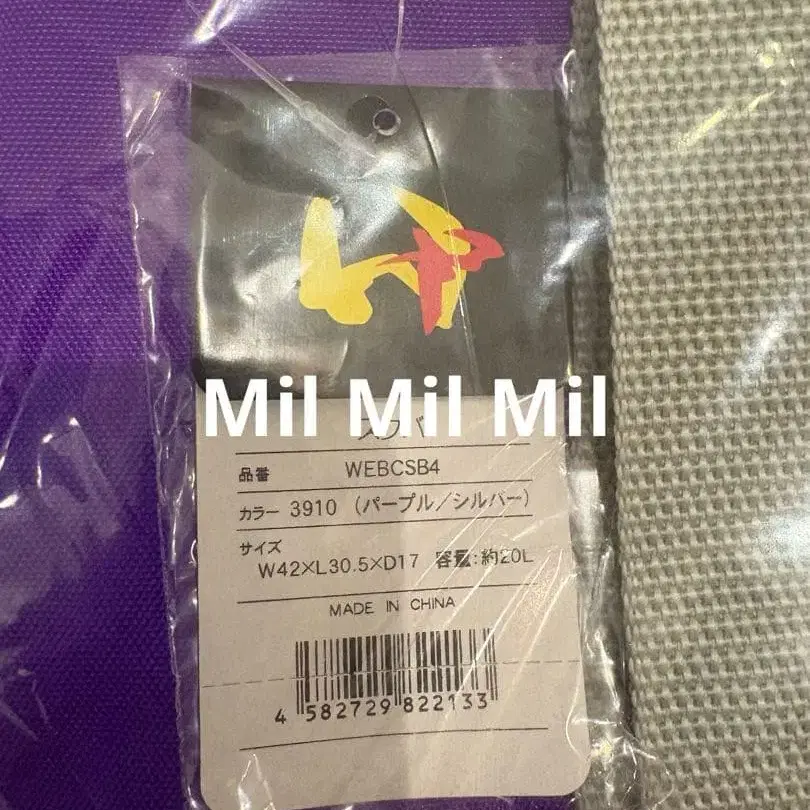 Mil Mil Mil
品番 WEBCSB4
カラー 3910 (パープル/シルバー)
サイズ
W42×L30.5×D17 容量:約20L
MADE IN CHINA
4 582729 822133